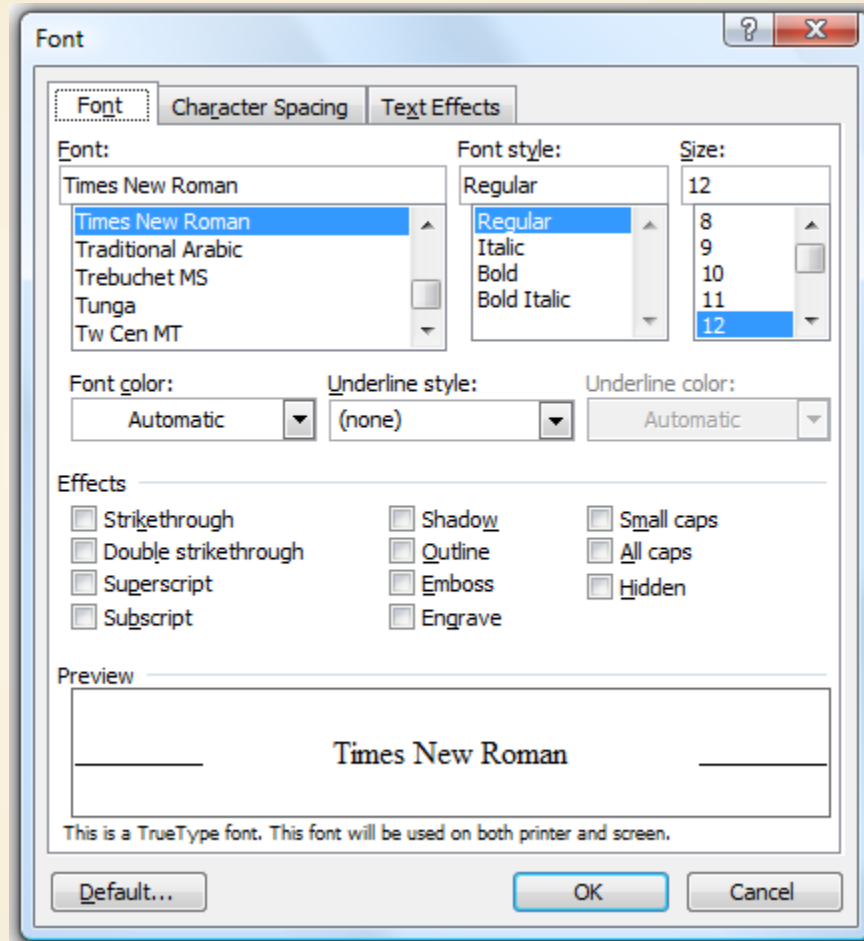 Font
Font Character Spacing Text Effects
Font: Font style: Size:
Times New Roman Regular 12
Times New Roman Regular 8
Traditional Arabic Italic 9
Trebuchet MS Bold 10
Tunga Bold Italic 11
Tw Cen MT 12
Font color: Underline style: Underline color:
Automatic (none) Automatic
Effects
Strikethrough Shadow Small caps
Double strikethrough Outline All caps
Superscript Emboss Hidden
Subscript Engrave
Preview
Times New Roman
This is a TrueType font. This font will be used on both printer and screen.
Default... OK Cancel